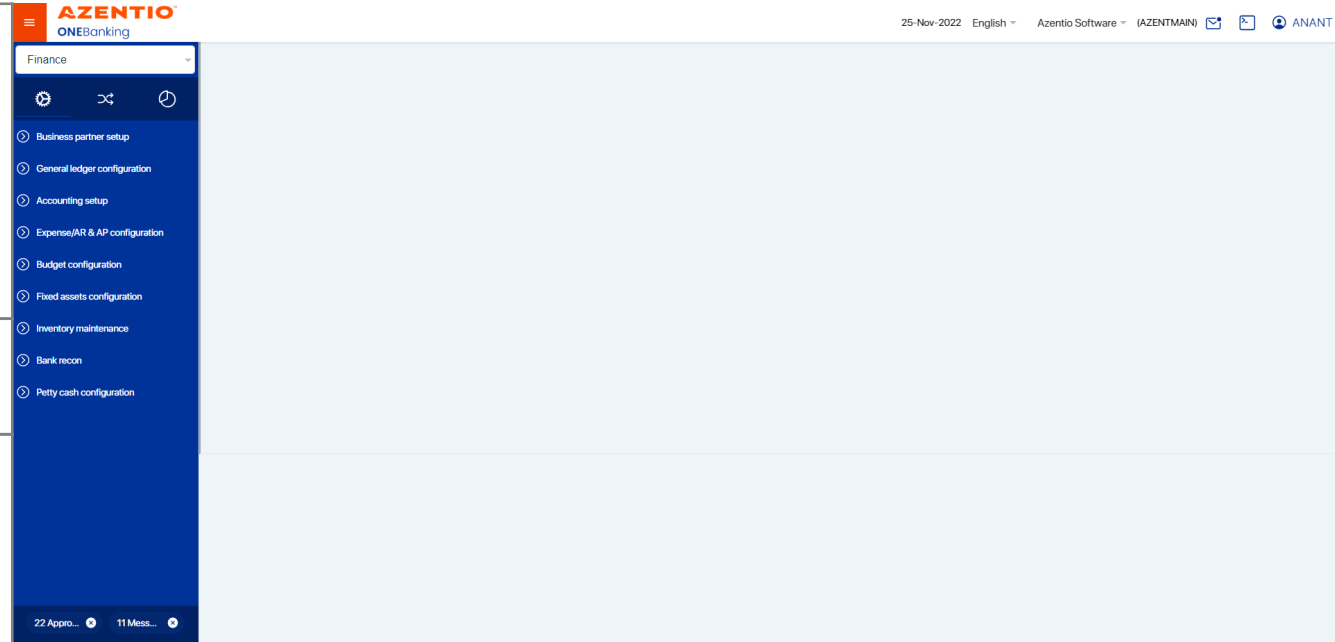 AZENTIO
ONEBanking
25-Nov-2022 English Azentio Software (AZENTMAIN) ANANT
Finance
Business partner setup
General ledger configuration
Accounting setup
Expense/AR & AP configuration
Budget configuration
Fixed assets configuration
Inventory maintenance
Bank recon
Petty cash configuration
22 Appro... 11 Mess...